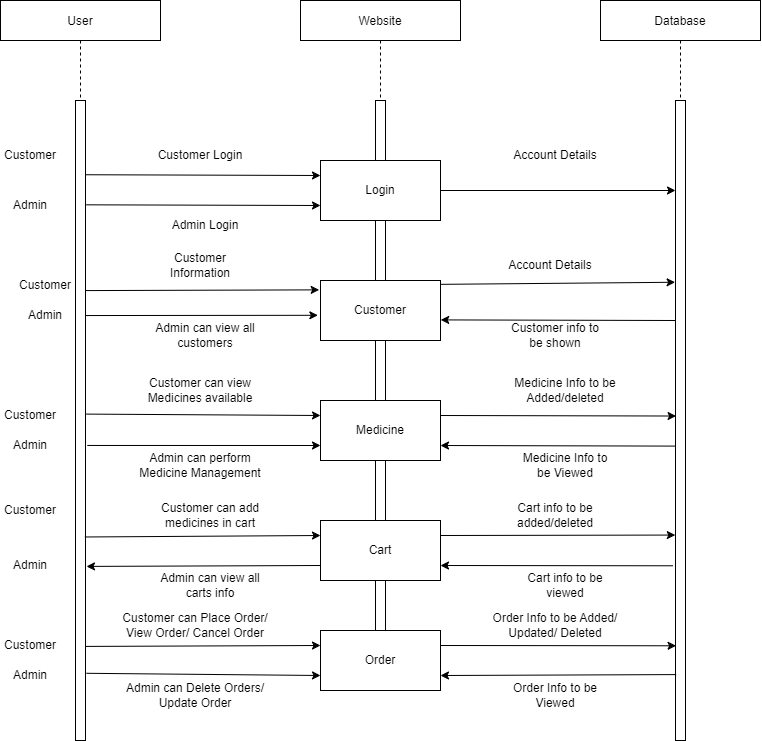 User
Website
Database
Customer
Customer Login
Account Details
Login
Admin
Admin Login
Customer
Information
Account Details
Customer
Customer
Admin
Admin can view all
customers
Customer info to
be shown
Customer can view
Medicines available
Medicine Info to be
Added/deleted
Customer
Medicine
Admin
Admin can perform
Medicine Management
Medicine Info to
be Viewed
Customer
Customer can add
medicines in cart
Cart info to be
added/deleted
Cart
Admin
Admin can view all
carts info
Cart info to be
viewed
Customer can Place Order/
View Order/ Cancel Order
Order Info to be Added/
Updated/ Deleted
Customer
Order
Admin
Admin can Delete Orders/
Update Order
Order Info to be
Viewed